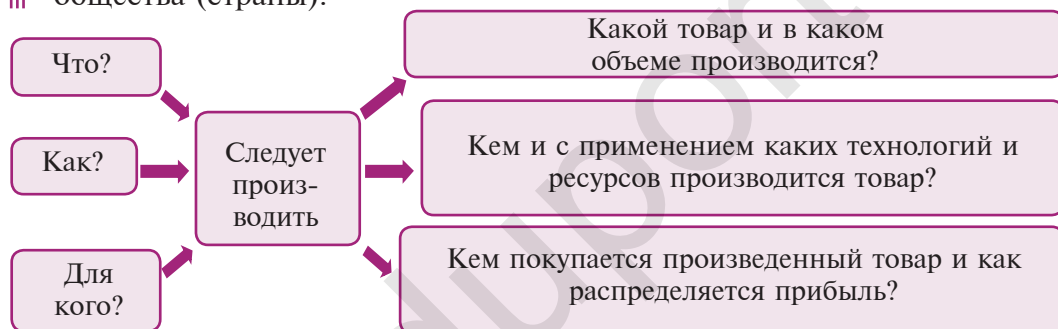 общества (страны):
Что?
Как?
Для
кого?
Следует
произ-
водить
Какой товар и в каком
объеме производится?
Кем и с применением каких технологий и
ресурсов производится товар?
Кем покупается произведенный товар и как
распределяется прибыль?